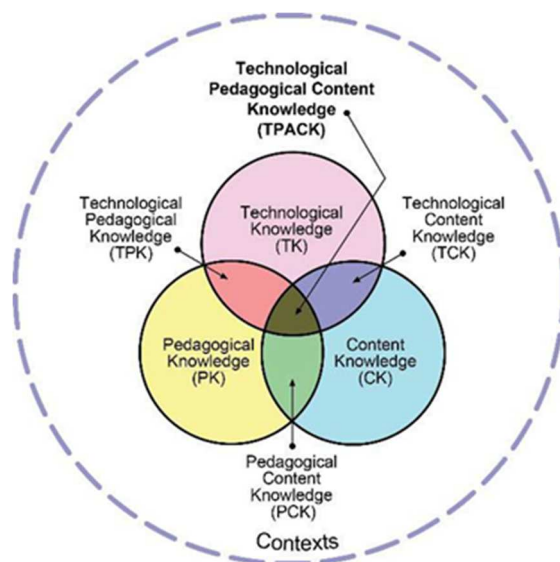 Technological
Pedagogical Content
Knowledge
(TPACK)
Technological
Pedagogical
Knowledge
(TPK)
Technological
Knowledge
(TK)
Technological
Content
Knowledge
(TCK)
Pedagogical
Knowledge
(PK)
Content
Knowledge
(CK)
Pedagogical
Content
Knowledge
(PCK)
Contexts